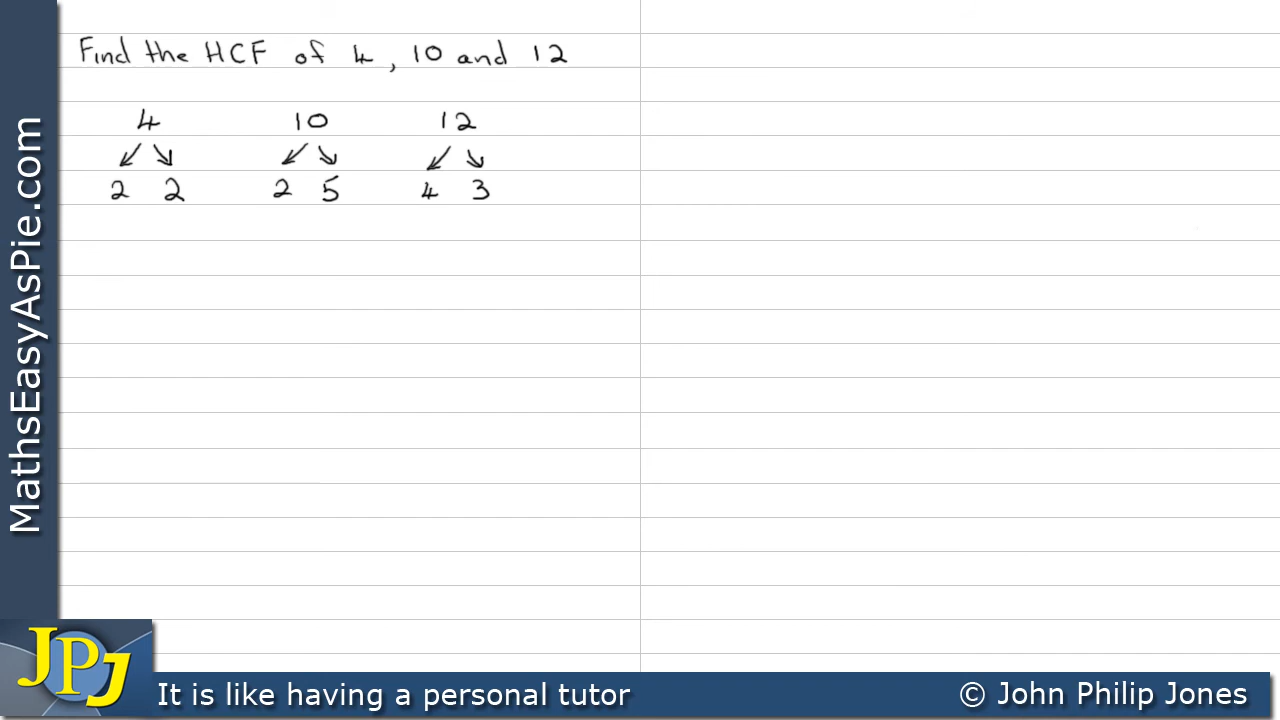 Find the HCF of 4, 10 and 12
4 10 12
2 2 2 5 4 3
MathsEasyAsPie.com
JPJ
It is like having a personal tutor
© John Philip Jones